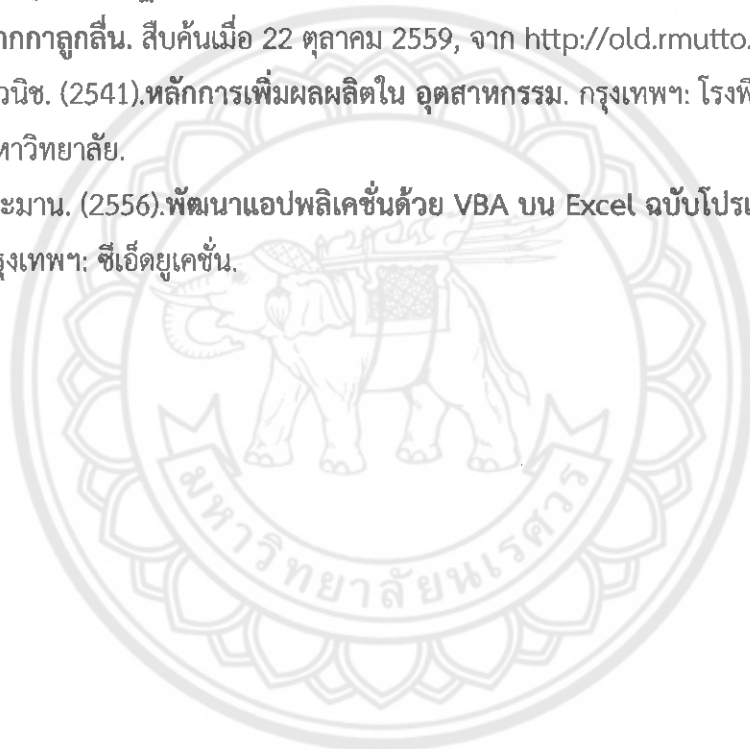 ากกาลูกลื่น. สืบค้นเมื่อ 22 ตุลาคม 2559, จาก http://old.rmutto.
วนิช. (2541).หลักการเพิ่มผลผลิตใน อุตสาหกรรม. กรุงเทพฯ: โรงพิ
หาวิทยาลัย.
ะมาน. (2556).พัฒนาแอปพลิเคชั่นด้วย VBA บน Excel ฉบับโปรแ
รุงเทพฯ: ซีเอ็ดยูเคชั่น.
มหาวิทยาลัยนเรศวร